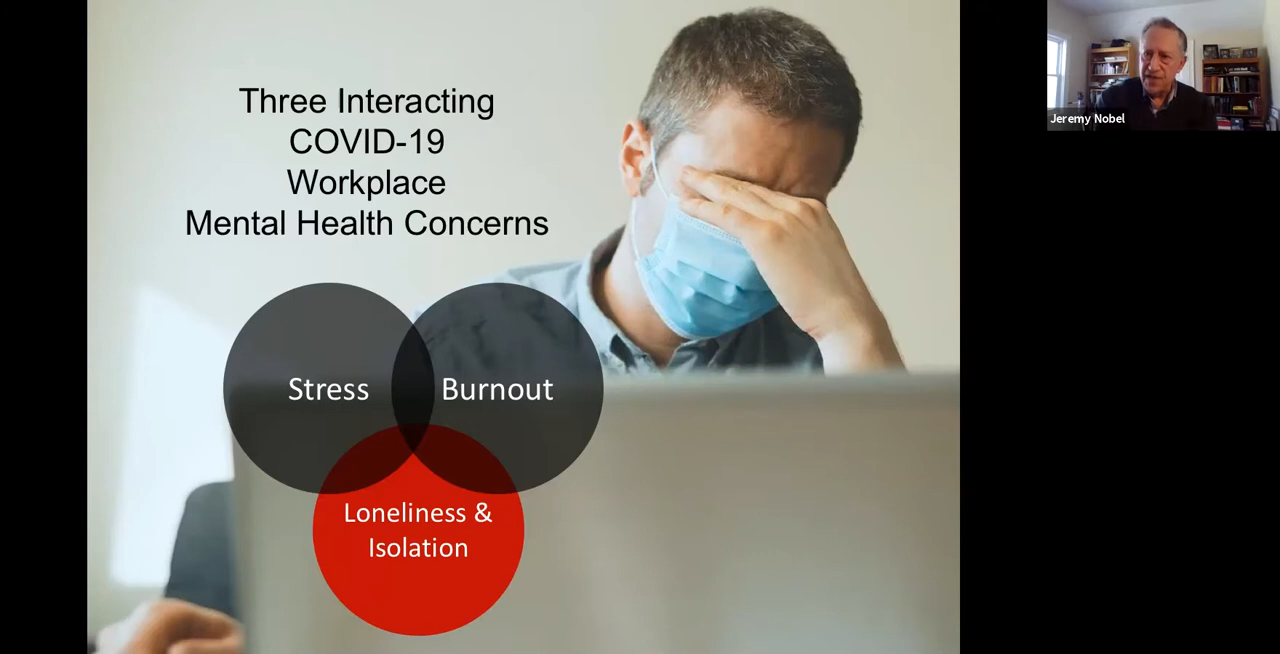 Three Interacting
COVID-19
Workplace
Mental Health Concerns
Stress
Burnout
Loneliness &
Isolation
Jeremy Nobel